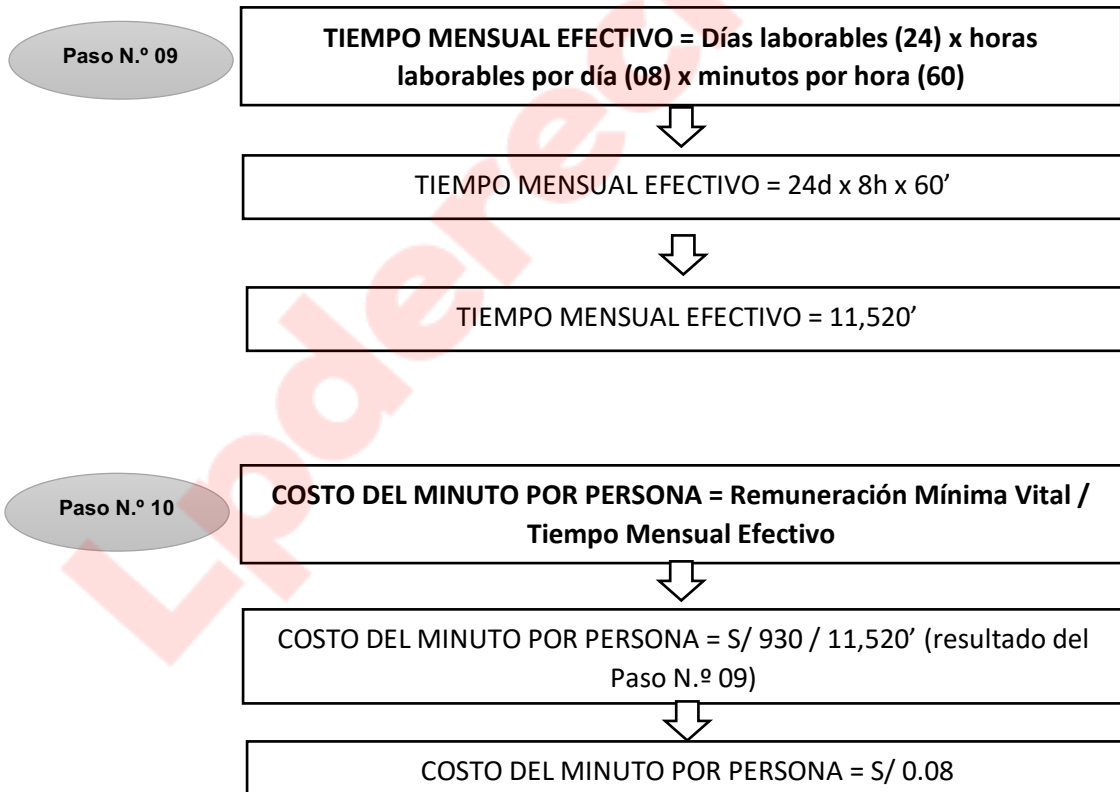 Paso N.º 09
TIEMPO MENSUAL EFECTIVO = Días laborables (24) x horas
laborables por día (08) x minutos por hora (60)
TIEMPO MENSUAL EFECTIVO = 24d x 8h x 60’
TIEMPO MENSUAL EFECTIVO = 11,520’
Paso N.º 10
COSTO DEL MINUTO POR PERSONA = Remuneración Mínima Vital /
Tiempo Mensual Efectivo
COSTO DEL MINUTO POR PERSONA = S/ 930 / 11,520’ (resultado del
Paso N.º 09)
COSTO DEL MINUTO POR PERSONA = S/ 0.08
Lpderec